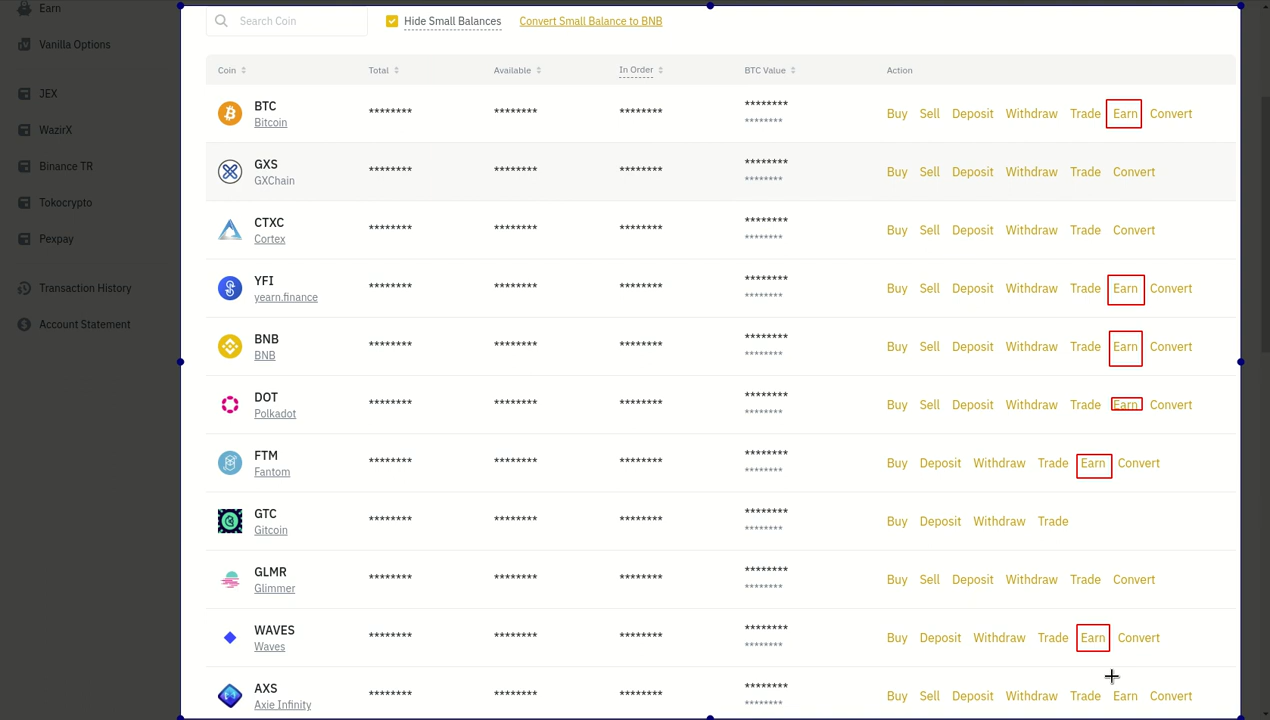 Earn
Vanilla Options
JEX
WazirX
Binance TR
Tokocrypto
Pexpay
Transaction History
Account Statement
Search Coin Hide Small Balances Convert Small Balance to BNB
Coin Total Available In Order BTC Value Action
BTC
Bitcoin
******** ******** ******** ********
********
Buy Sell Deposit Withdraw Trade Earn Convert
GXS
GXChain
******** ******** ******** ********
********
Buy Sell Deposit Withdraw Trade Convert
CTXC
Cortex
******** ******** ******** ********
********
Buy Sell Deposit Withdraw Trade Convert
YFI
yearn.finance
******** ******** ******** ********
********
Buy Sell Deposit Withdraw Trade Earn Convert
BNB
BNB
******** ******** ******** ********
********
Buy Sell Deposit Withdraw Trade Earn Convert
DOT
Polkadot
******** ******** ******** ********
********
Buy Sell Deposit Withdraw Trade Earn Convert
FTM
Fantom
******** ******** ******** ********
********
Buy Deposit Withdraw Trade Earn Convert
GTC
Gitcoin
******** ******** ******** ********
********
Buy Deposit Withdraw Trade
GLMR
Glimmer
******** ******** ******** ********
********
Buy Sell Deposit Withdraw Trade Convert
WAVES
Waves
******** ******** ******** ********
********
Buy Deposit Withdraw Trade Earn Convert
AXS
Axie Infinity
******** ******** ******** ********
********
Buy Sell Deposit Withdraw Trade Earn Convert